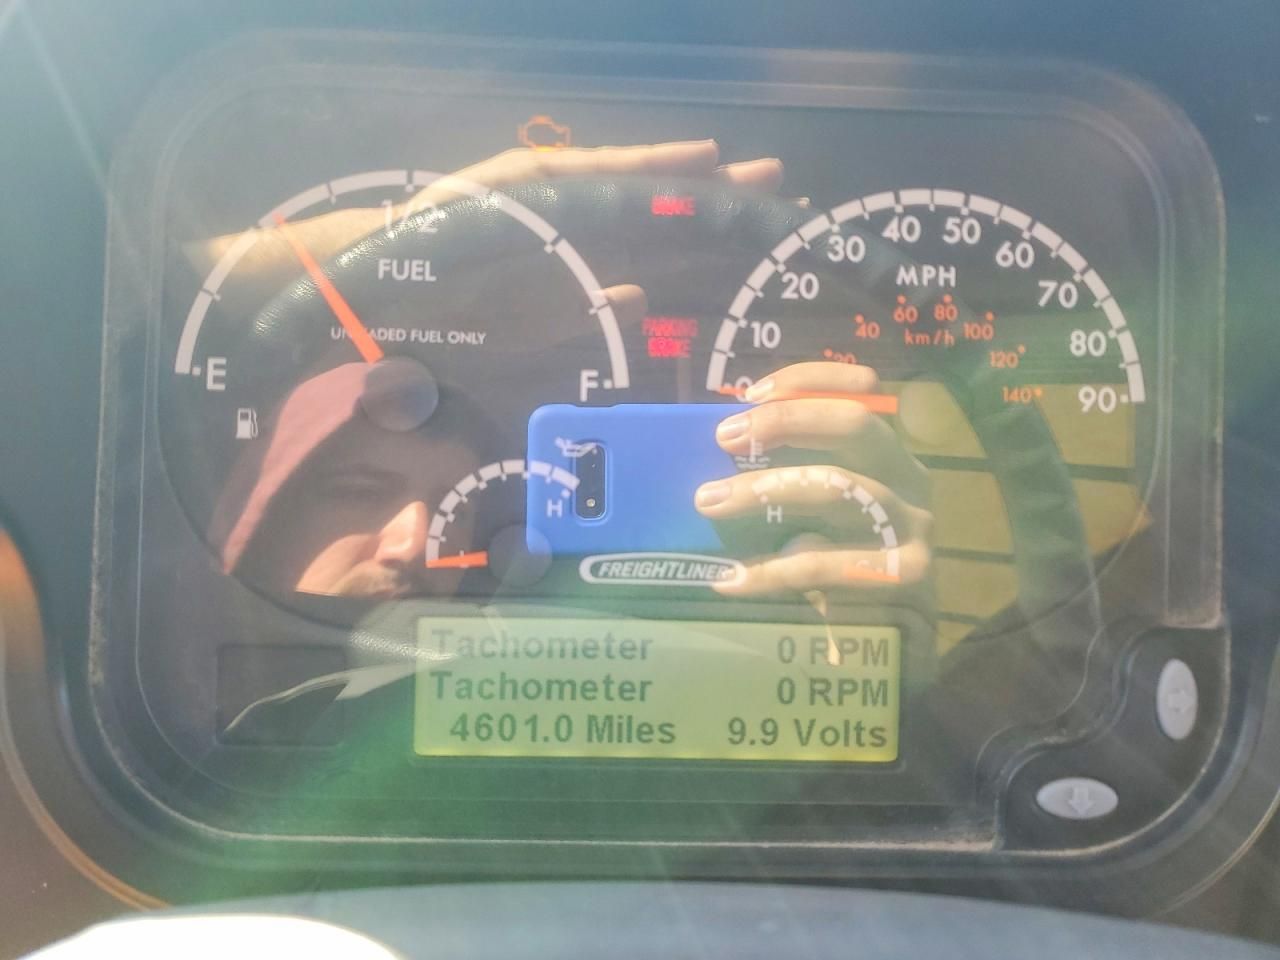 BRAKE
1/2
FUEL
FUEL ONLY
E
F
PARKING
BRAKE
0 10 20 30 40 50 60 70 80 90
MPH
20 40 60 80 100 120 140
km/h
H
H
C
FREIGHTLINER
Tachometer 0 RPM
Tachometer 0 RPM
4601.0 Miles 9.9 Volts